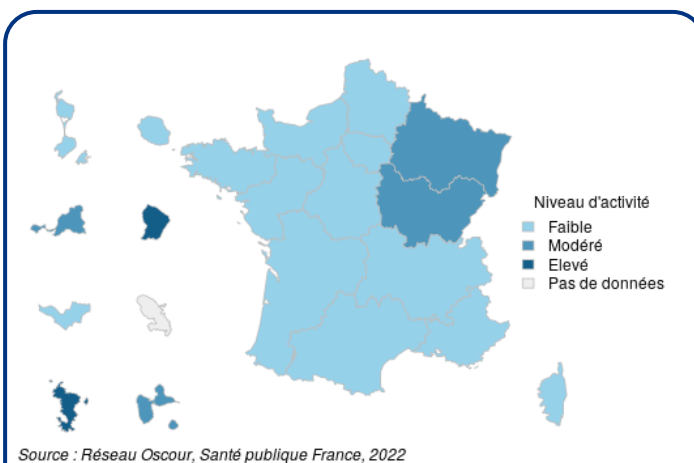 Niveau d'activité
Faible
Modéré
Elevé
Pas de données
Source : Réseau Oscour, Santé publique France, 2022